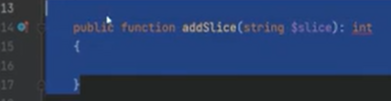 13
14 public function addSlice(string $slice): int
15 {
16
17 }